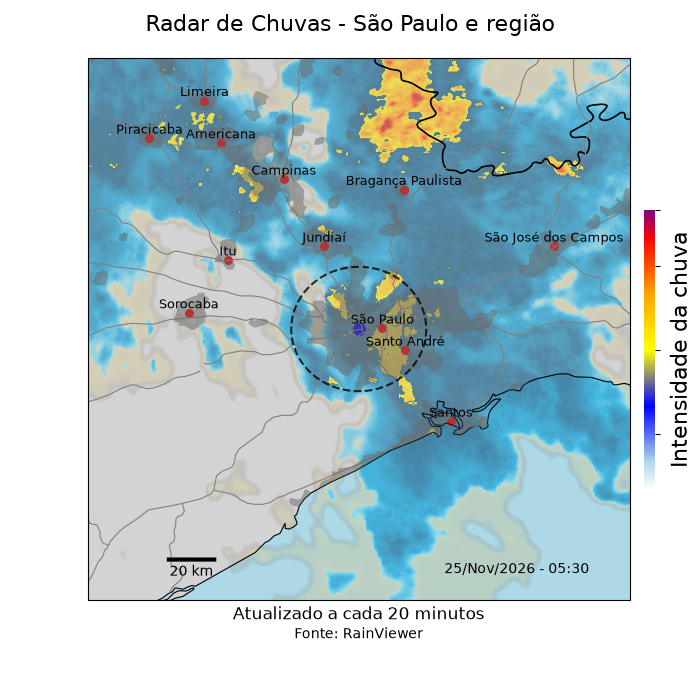 Radar de Chuvas - São Paulo e região
Limeira
Piracicaba
Americana
Campinas
Bragança Paulista
Jundiaí
São José dos Campos
Itu
Sorocaba
São Paulo
Santo André
Santos
Intensidade da chuva
20 km
25/Nov/2026 - 05:30
Atualizado a cada 20 minutos
Fonte: RainViewer